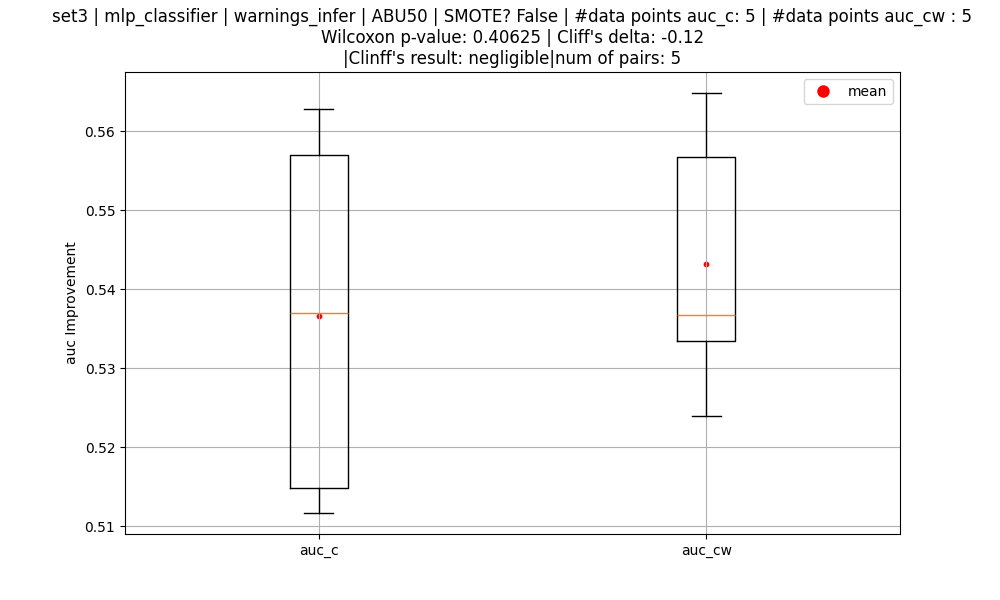 set3 | mlp_classifier | warnings_infer | ABU50 | SMOTE? False | #data points auc_c: 5 | #data points auc_cw : 5
Wilcoxon p-value: 0.40625 | Cliff's delta: -0.12
|Clinff's result: negligible|num of pairs: 5
mean
0.56
0.55
0.54
0.53
0.52
0.51
auc Improvement
auc_c
auc_cw